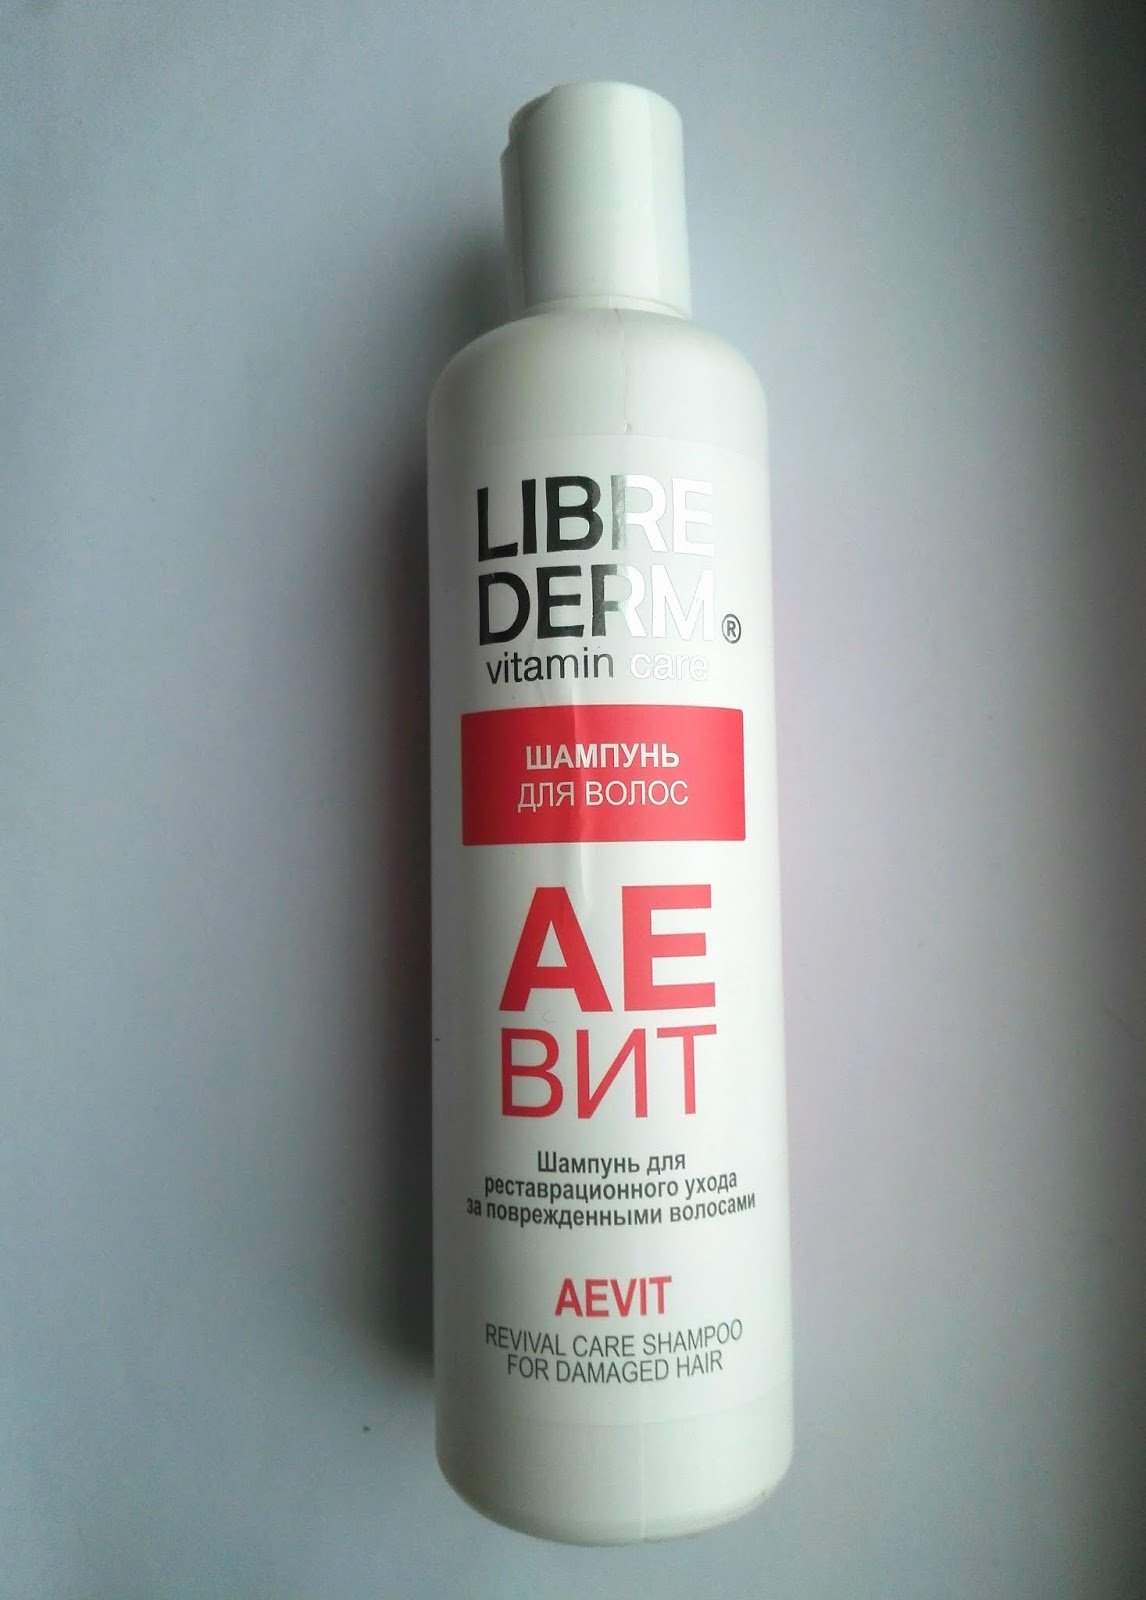 LIBRE
DERM®
vitamin care
ШАМПУНЬ
ДЛЯ ВОЛОС
АЕ
ВИТ
Шампунь для
реставрационного ухода
за поврежденными волосами
AEVIT
REVIVAL CARE SHAMPOO
FOR DAMAGED HAIR